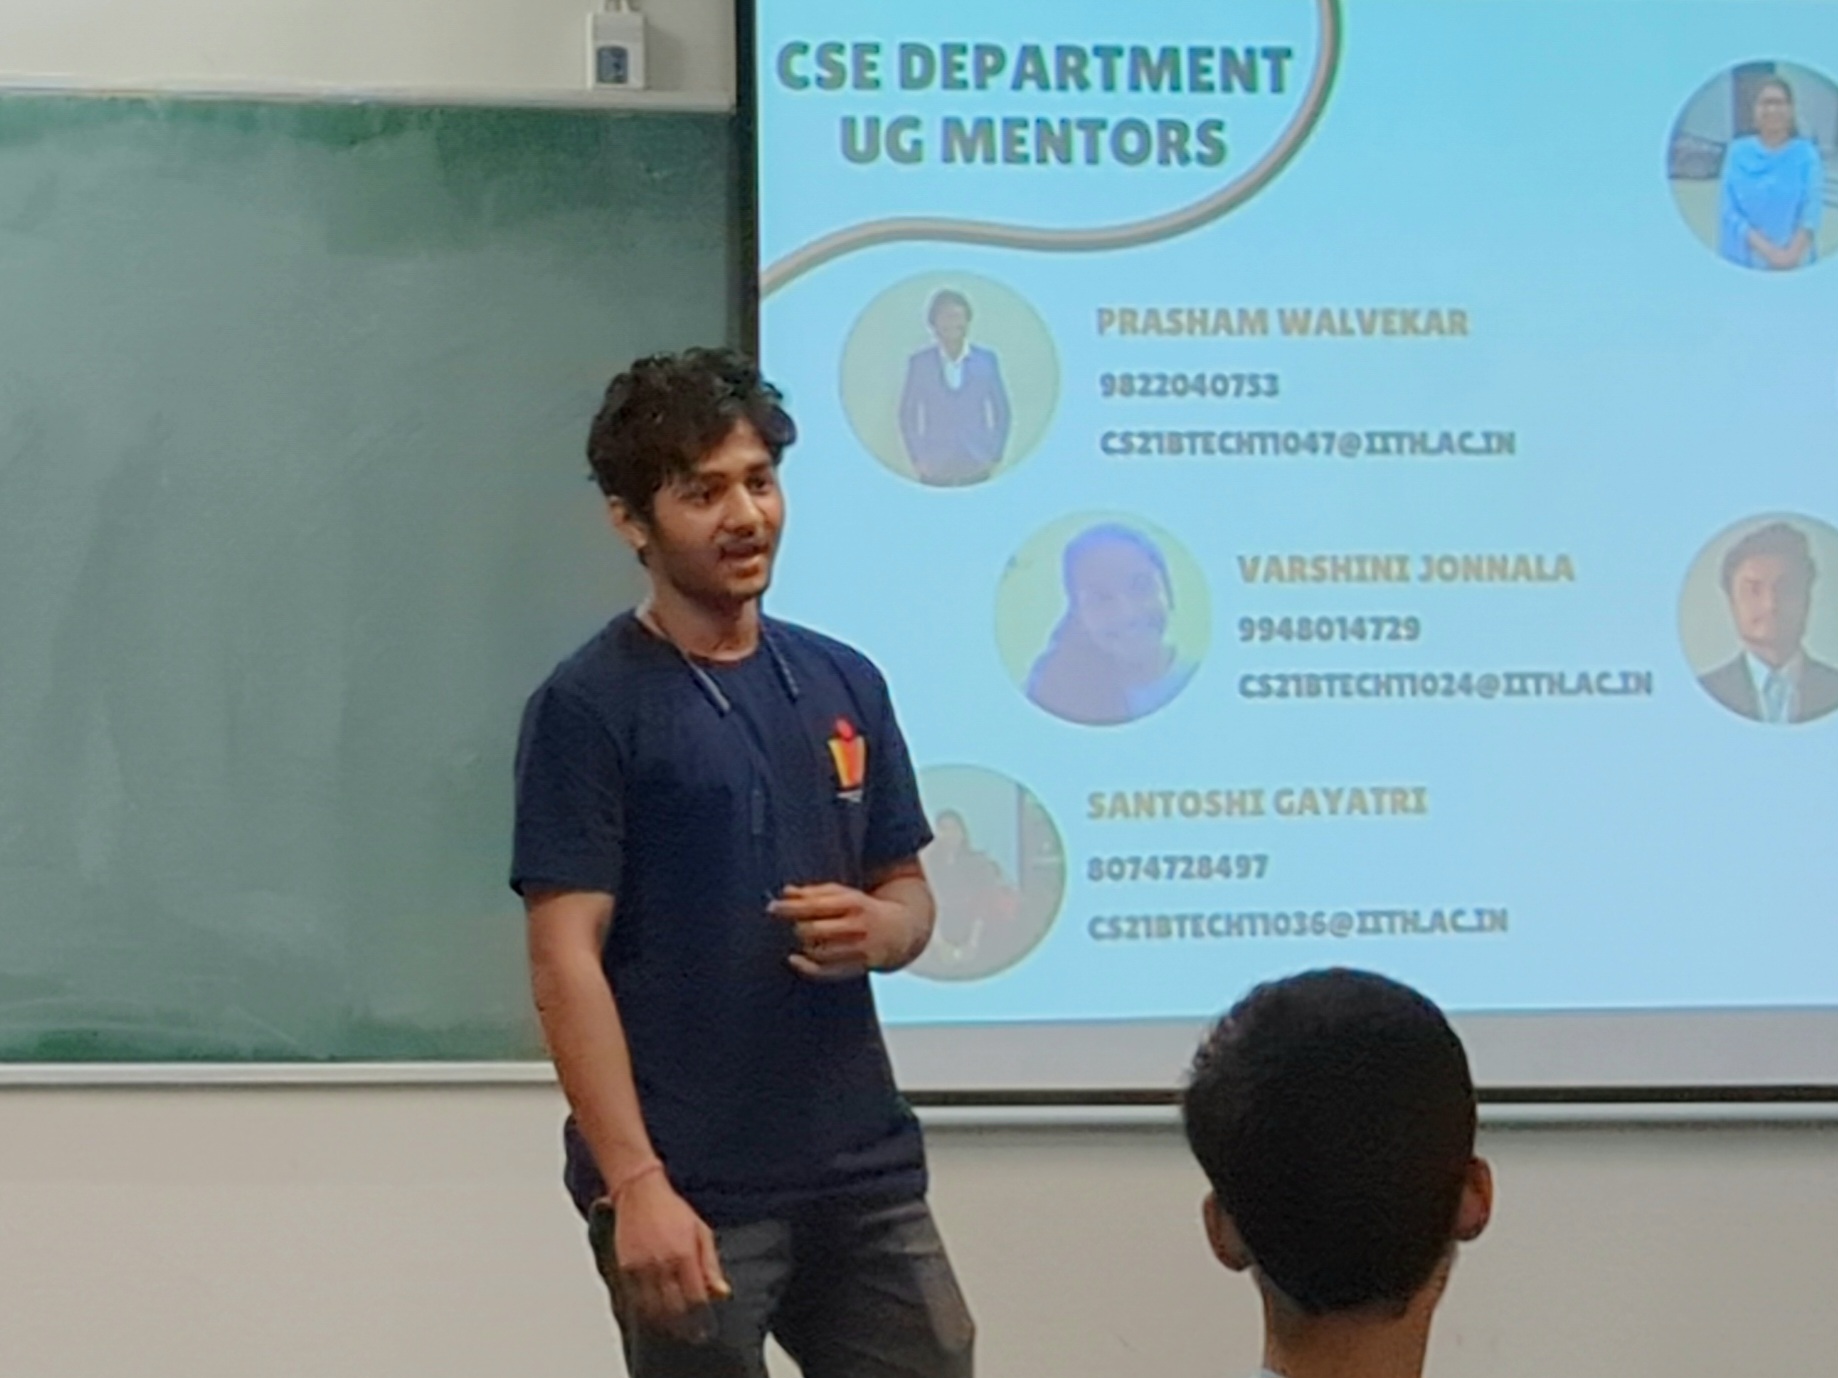 CSE DEPARTMENT
UG MENTORS
PRASHAM WALVEKAR
9822040753
CS21BTECH11047@IITH.AC.IN
VARSHINI JONNALA
9948014729
CS21BTECH11024@IITH.AC.IN
SANTOSHI GAYATRI
8074728497
CS21BTECH11036@IITH.AC.IN